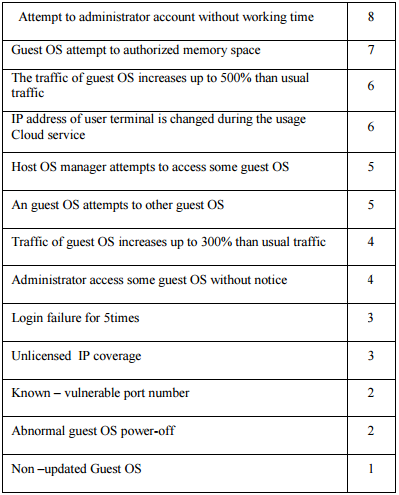 Attempt to administrator account without working time 8
Guest OS attempt to authorized memory space 7
The traffic of guest OS increases up to 500% than usual
traffic 6
IP address of user terminal is changed during the usage
Cloud service 6
Host OS manager attempts to access some guest OS 5
An guest OS attempts to other guest OS 5
Traffic of guest OS increases up to 300% than usual traffic 4
Administrator access some guest OS without notice 4
Login failure for 5times 3
Unlicensed IP coverage 3
Known – vulnerable port number 2
Abnormal guest OS power-off 2
Non –updated Guest OS 1